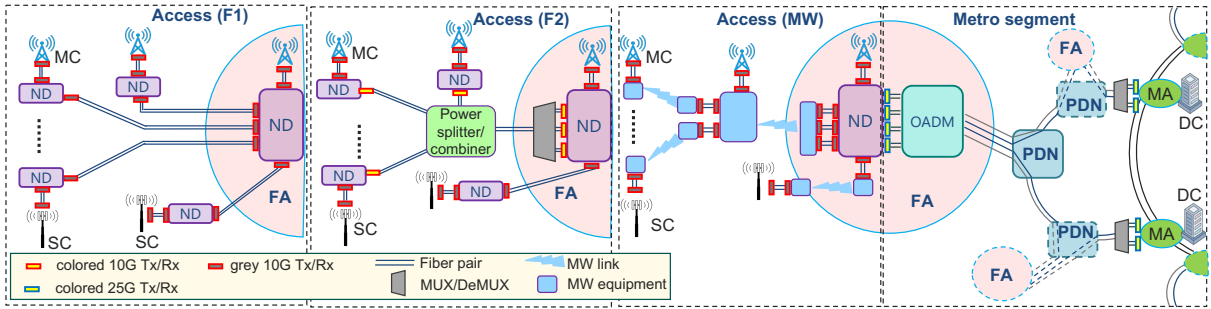 Access (F1)
MC
ND
ND
ND
ND
ND
SC
SC
FA
Access (F2)
MC
ND
ND
Power
splitter/
combiner
ND
ND
ND
SC
FA
Access (MW)
MC
ND
SC
FA
OADM
Metro segment
FA
PDN
PDN
PDN
MA
DC
DC
MA
FA
colored 10G Tx/Rx
grey 10G Tx/Rx
Fiber pair
MW link
colored 25G Tx/Rx
MUX/DeMUX
MW equipment